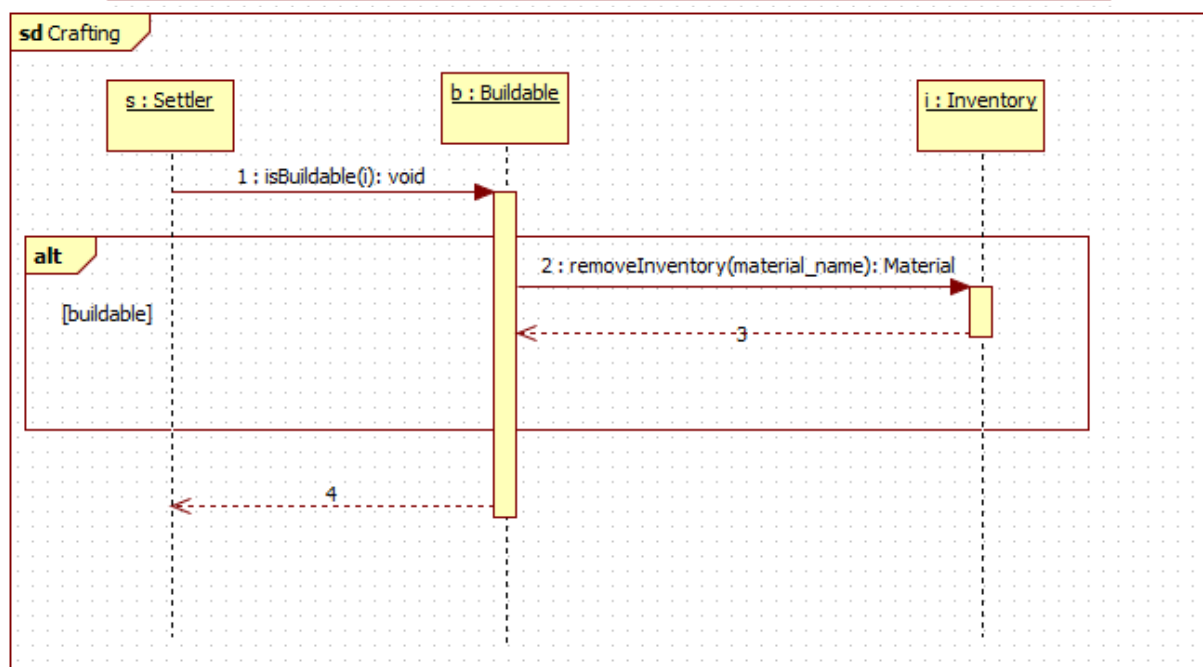 sd Crafting
s : Settler
b : Buildable
i : Inventory
1 : isBuildable(i): void
alt
2 : removeInventory(material_name): Material
[buildable]
3
4